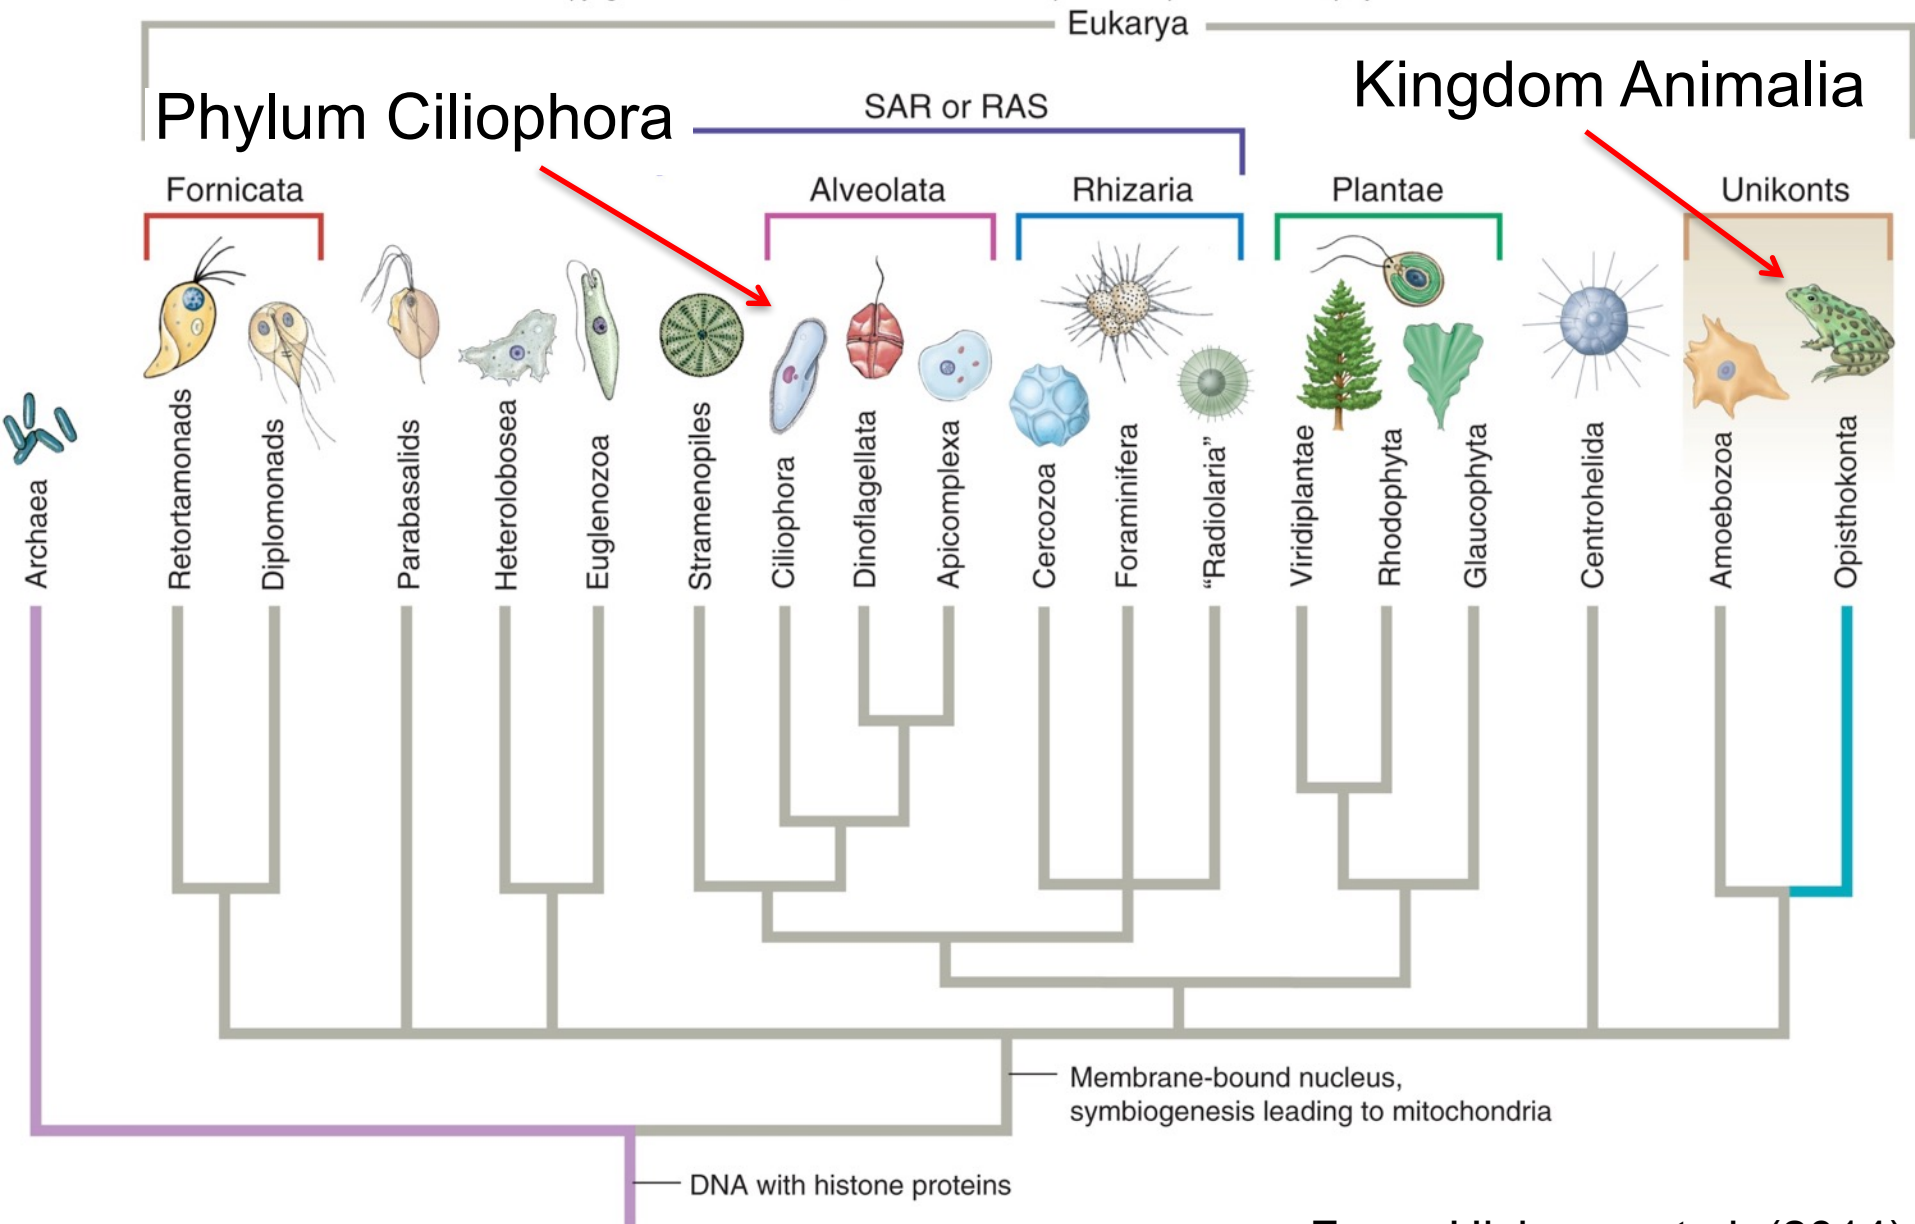 Eukarya
Phylum Ciliophora
SAR or RAS
Kingdom Animalia
Fornicata
Alveolata
Rhizaria
Plantae
Unikonts
Archaea
Retortamonads
Diplomonads
Parabasalids
Heterolobosea
Euglenozoa
Stramenopiles
Ciliophora
Dinoflagellata
Apicomplexa
Cercozoa
Foraminifera
“Radiolaria”
Viridiplantae
Rhodophyta
Glaucophyta
Centrohelida
Amoebozoa
Opisthokonta
Membrane-bound nucleus,
symbiogenesis leading to mitochondria
DNA with histone proteins